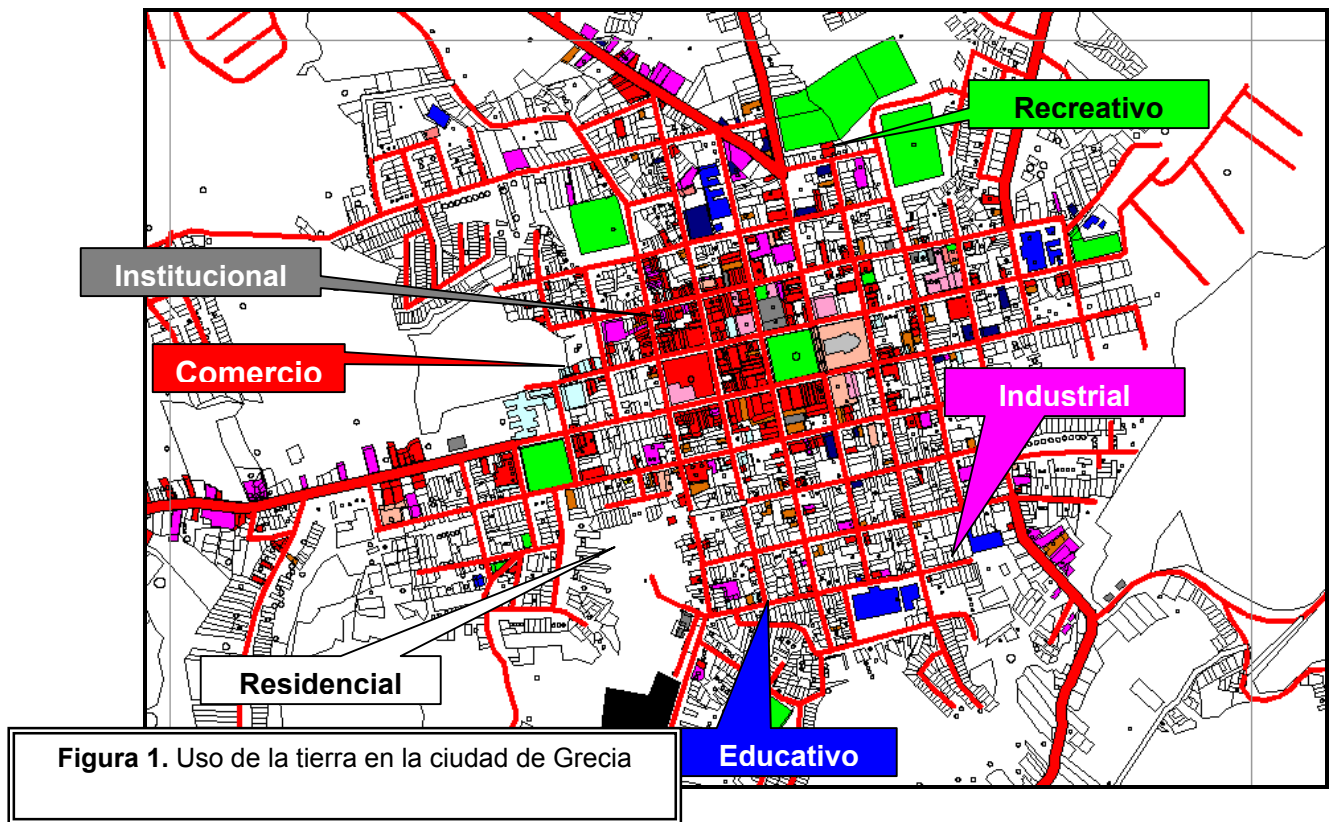 Recreativo
Institucional
Comercio
Industrial
Residencial
Educativo
Figura 1. Uso de la tierra en la ciudad de Grecia